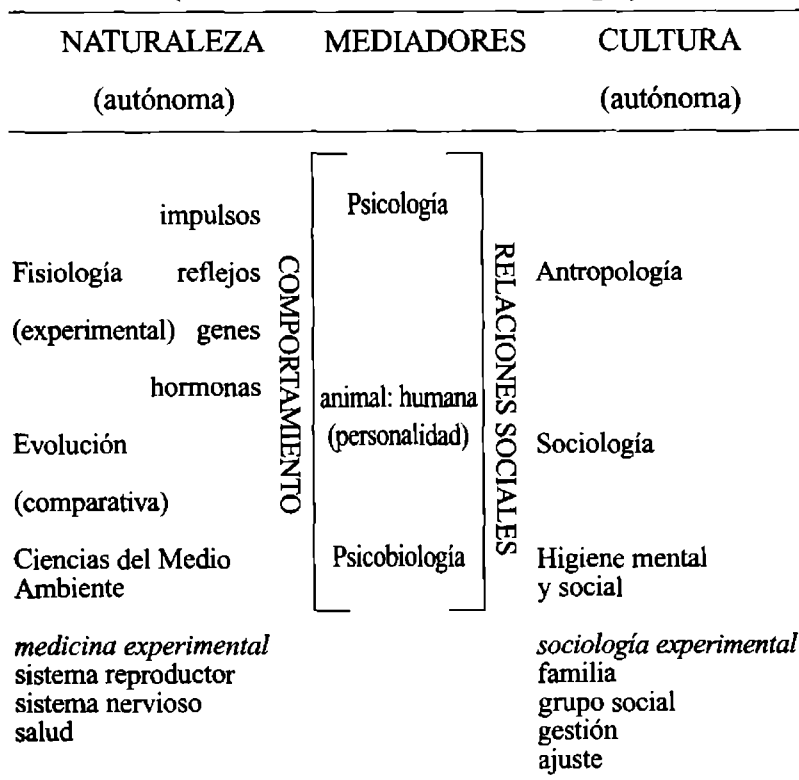 NATURALEZA MEDIADORES CULTURA
(autónoma) (autónoma)
impulsos Psicología
Fisiología reflejos Antropología
(experimental) genes
hormonas animal: humana
(personalidad)
Evolución Sociología
(comparativa)
COMPORTAMIENTO
RELACIONES SOCIALES
Ciencias del Medio Psicobiología Higiene mental
Ambiente y social
medicina experimental sociología experimental
sistema reproductor familia
sistema nervioso grupo social
salud gestión
ajuste